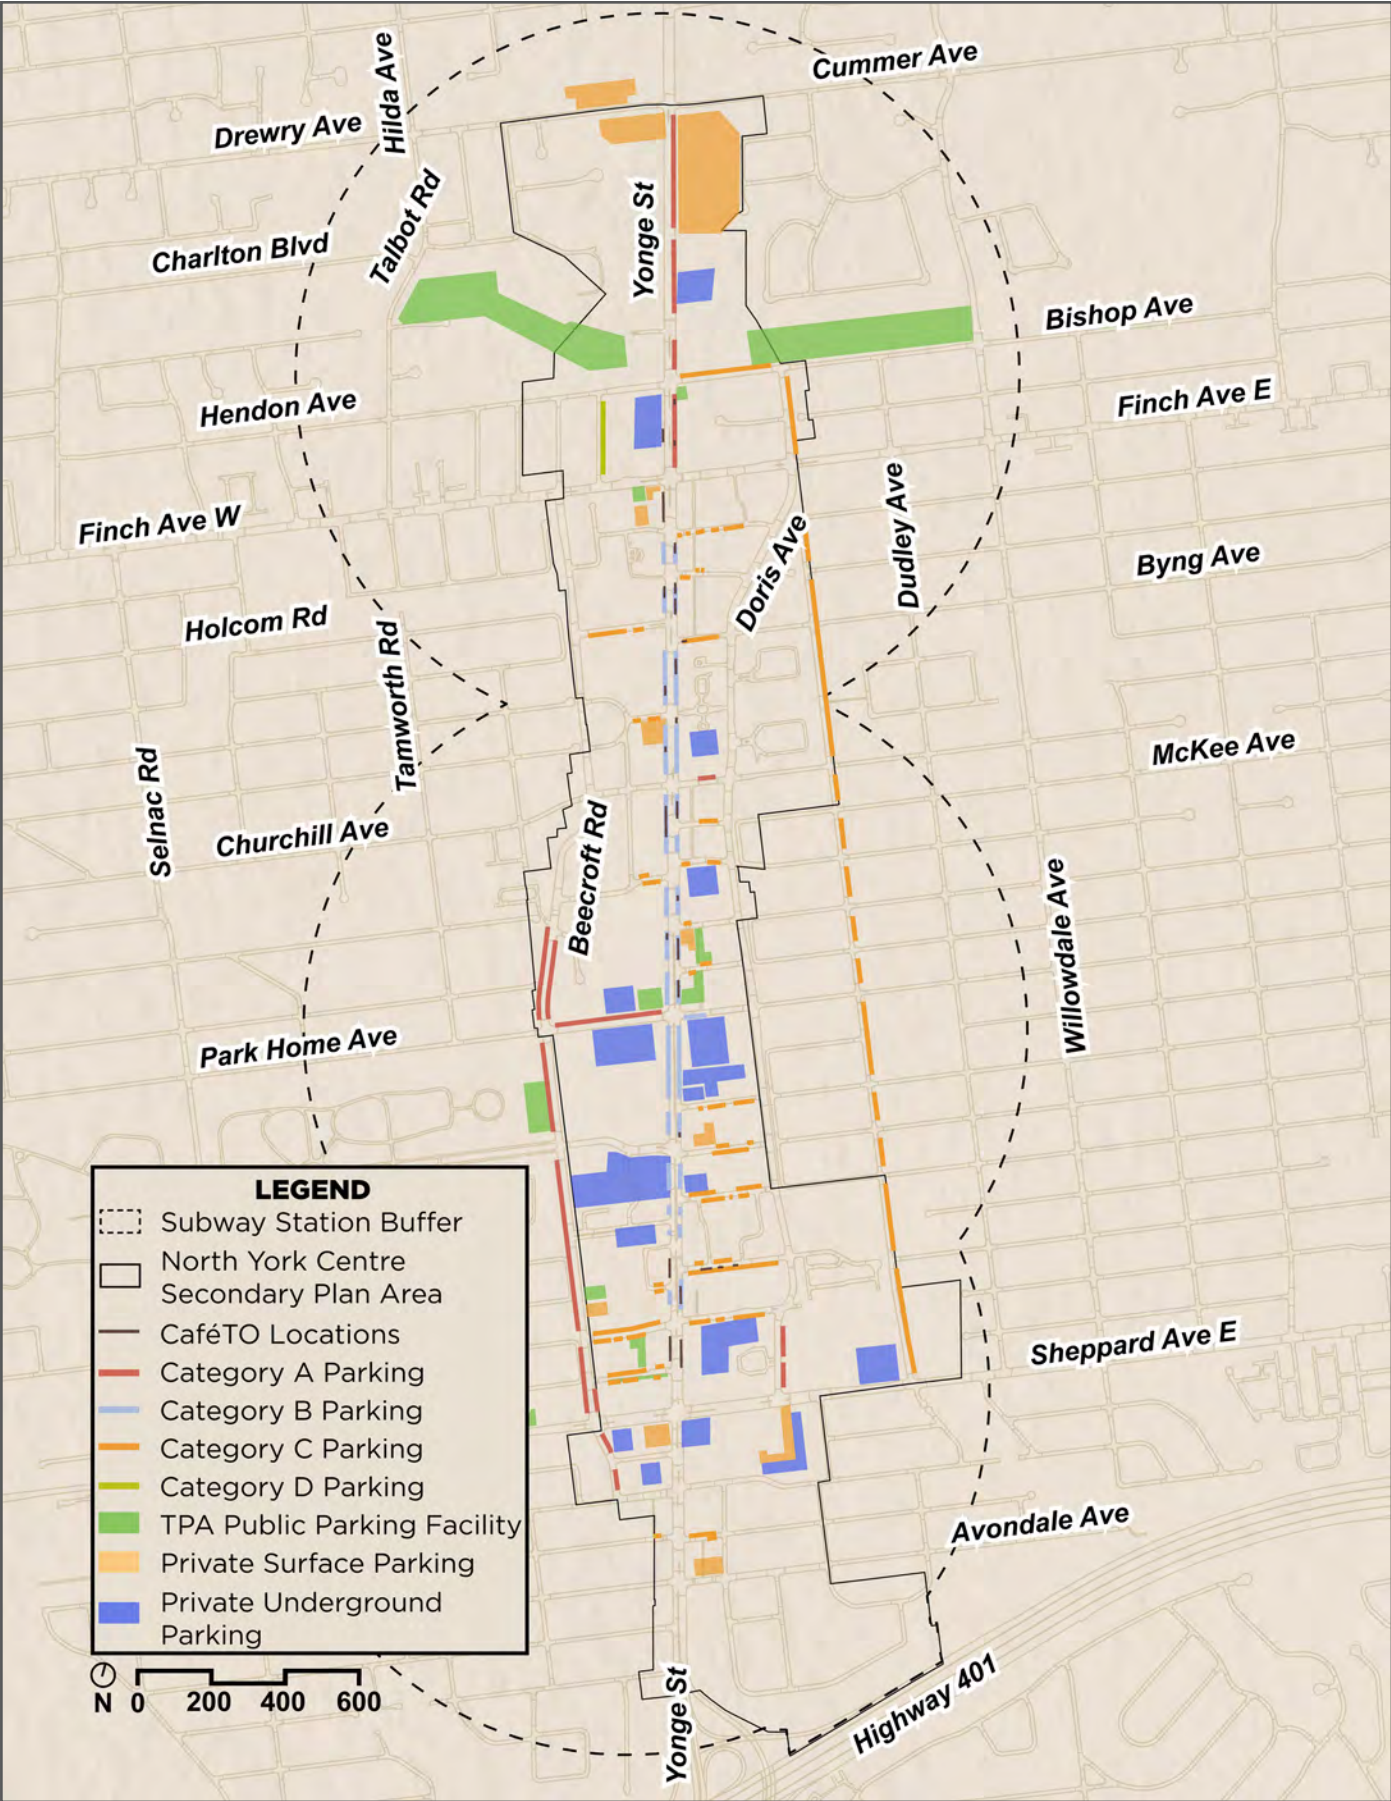 Cummer Ave
Hilda Ave
Drewry Ave
Talbot Rd
Yonge St
Charlton Blvd
Bishop Ave
Hendon Ave
Finch Ave E
Finch Ave W
Dudley Ave
Doris Ave
Byng Ave
Holcom Rd
Tamworth Rd
McKee Ave
Selnac Rd
Churchill Ave
Beecroft Rd
Willowdale Ave
Park Home Ave
LEGEND
Subway Station Buffer
North York Centre
Secondary Plan Area
CaféTO Locations
Category A Parking
Category B Parking
Category C Parking
Category D Parking
TPA Public Parking Facility
Private Surface Parking
Private Underground
Parking
Sheppard Ave E
Avondale Ave
Yonge St
Highway 401
N 0 200 400 600